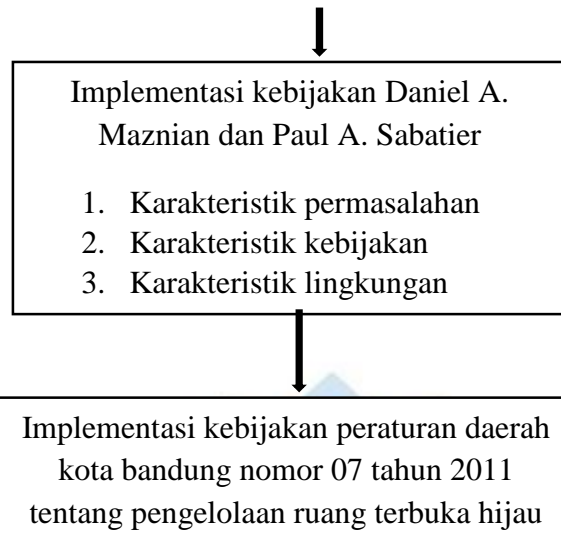 Implementasi kebijakan Daniel A.
Maznian dan Paul A. Sabatier
1. Karakteristik permasalahan
2. Karakteristik kebijakan
3. Karakteristik lingkungan
Implementasi kebijakan peraturan daerah
kota bandung nomor 07 tahun 2011
tentang pengelolaan ruang terbuka hijau